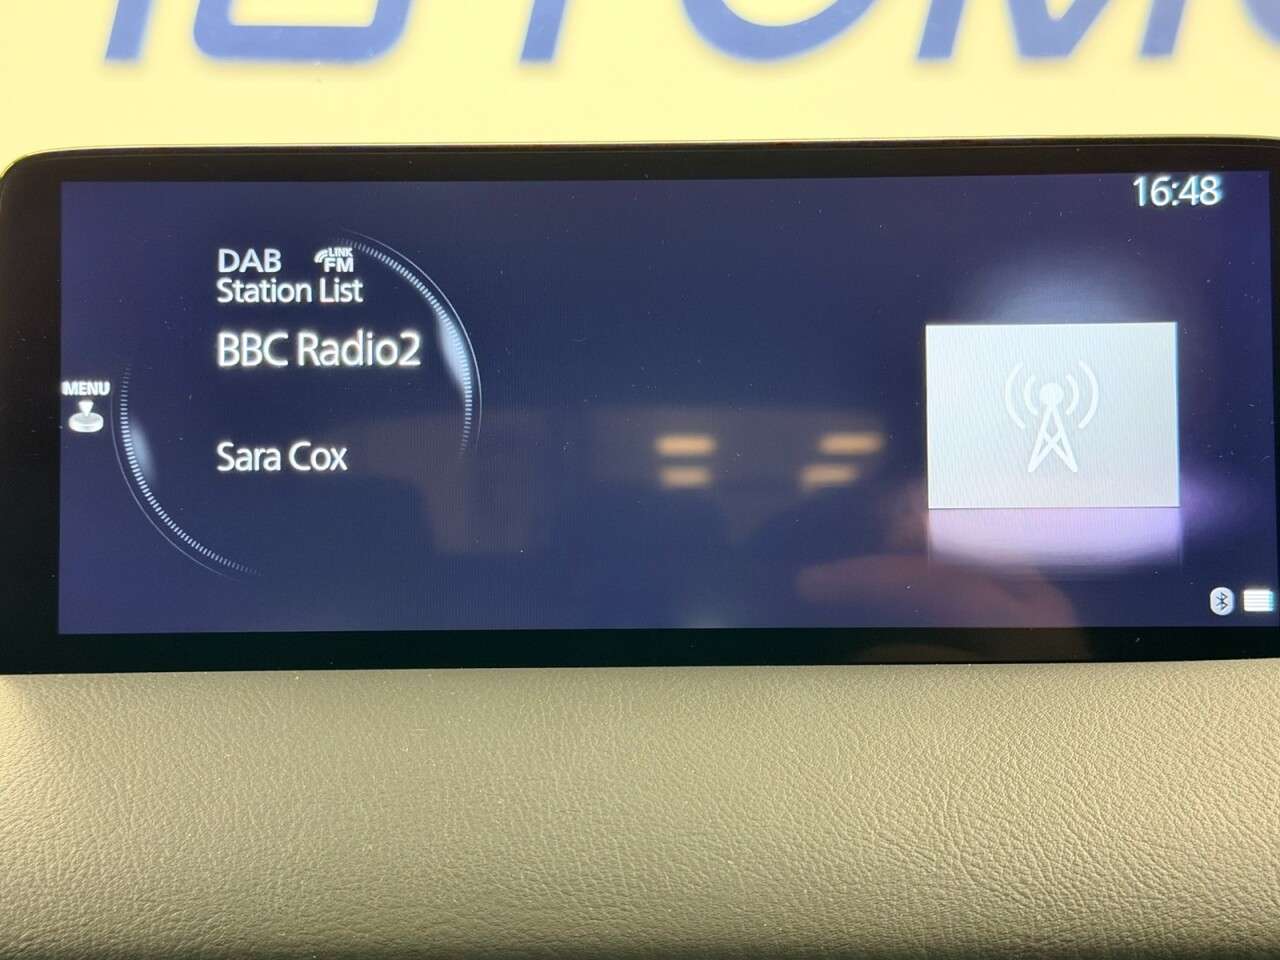 16:48
DAB LINK FM
Station List
BBC Radio2
MENU
Sara Cox